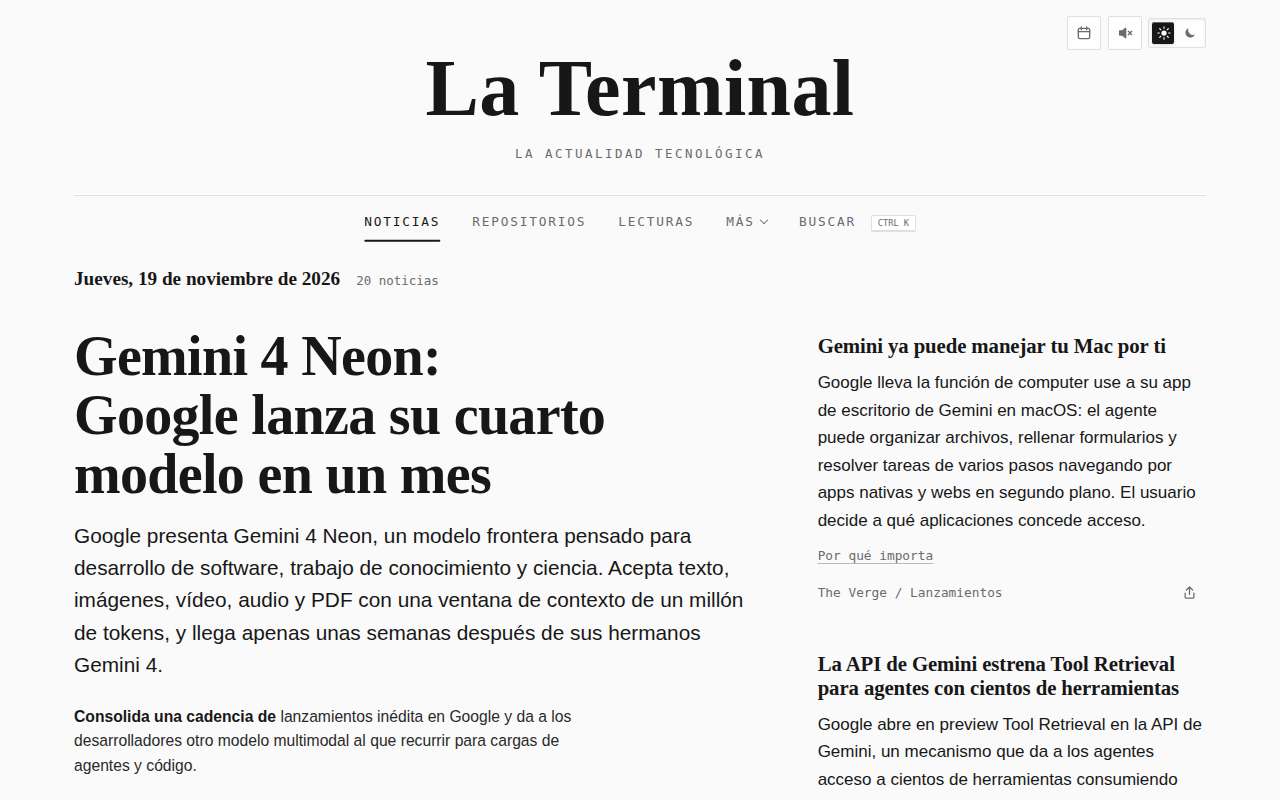 La Terminal
LA ACTUALIDAD TECNOLÓGICA
NOTICIAS REPOSITORIOS LECTURAS MÁS BUSCAR CTRL K
Jueves, 19 de noviembre de 2026 20 noticias
Gemini 4 Neon:
Google lanza su cuarto
modelo en un mes
Google presenta Gemini 4 Neon, un modelo frontera pensado para
desarrollo de software, trabajo de conocimiento y ciencia. Acepta texto,
imágenes, vídeo, audio y PDF con una ventana de contexto de un millón
de tokens, y llega apenas unas semanas después de sus hermanos
Gemini 4.
Consolida una cadencia de lanzamientos inédita en Google y da a los
desarrolladores otro modelo multimodal al que recurrir para cargas de
agentes y código.
Gemini ya puede manejar tu Mac por ti
Google lleva la función de computer use a su app
de escritorio de Gemini en macOS: el agente
puede organizar archivos, rellenar formularios y
resolver tareas de varios pasos navegando por
apps nativas y webs en segundo plano. El usuario
decide a qué aplicaciones concede acceso.
Por qué importa
The Verge / Lanzamientos
La API de Gemini estrena Tool Retrieval
para agentes con cientos de herramientas
Google abre en preview Tool Retrieval en la API de
Gemini, un mecanismo que da a los agentes
acceso a cientos de herramientas consumiendo